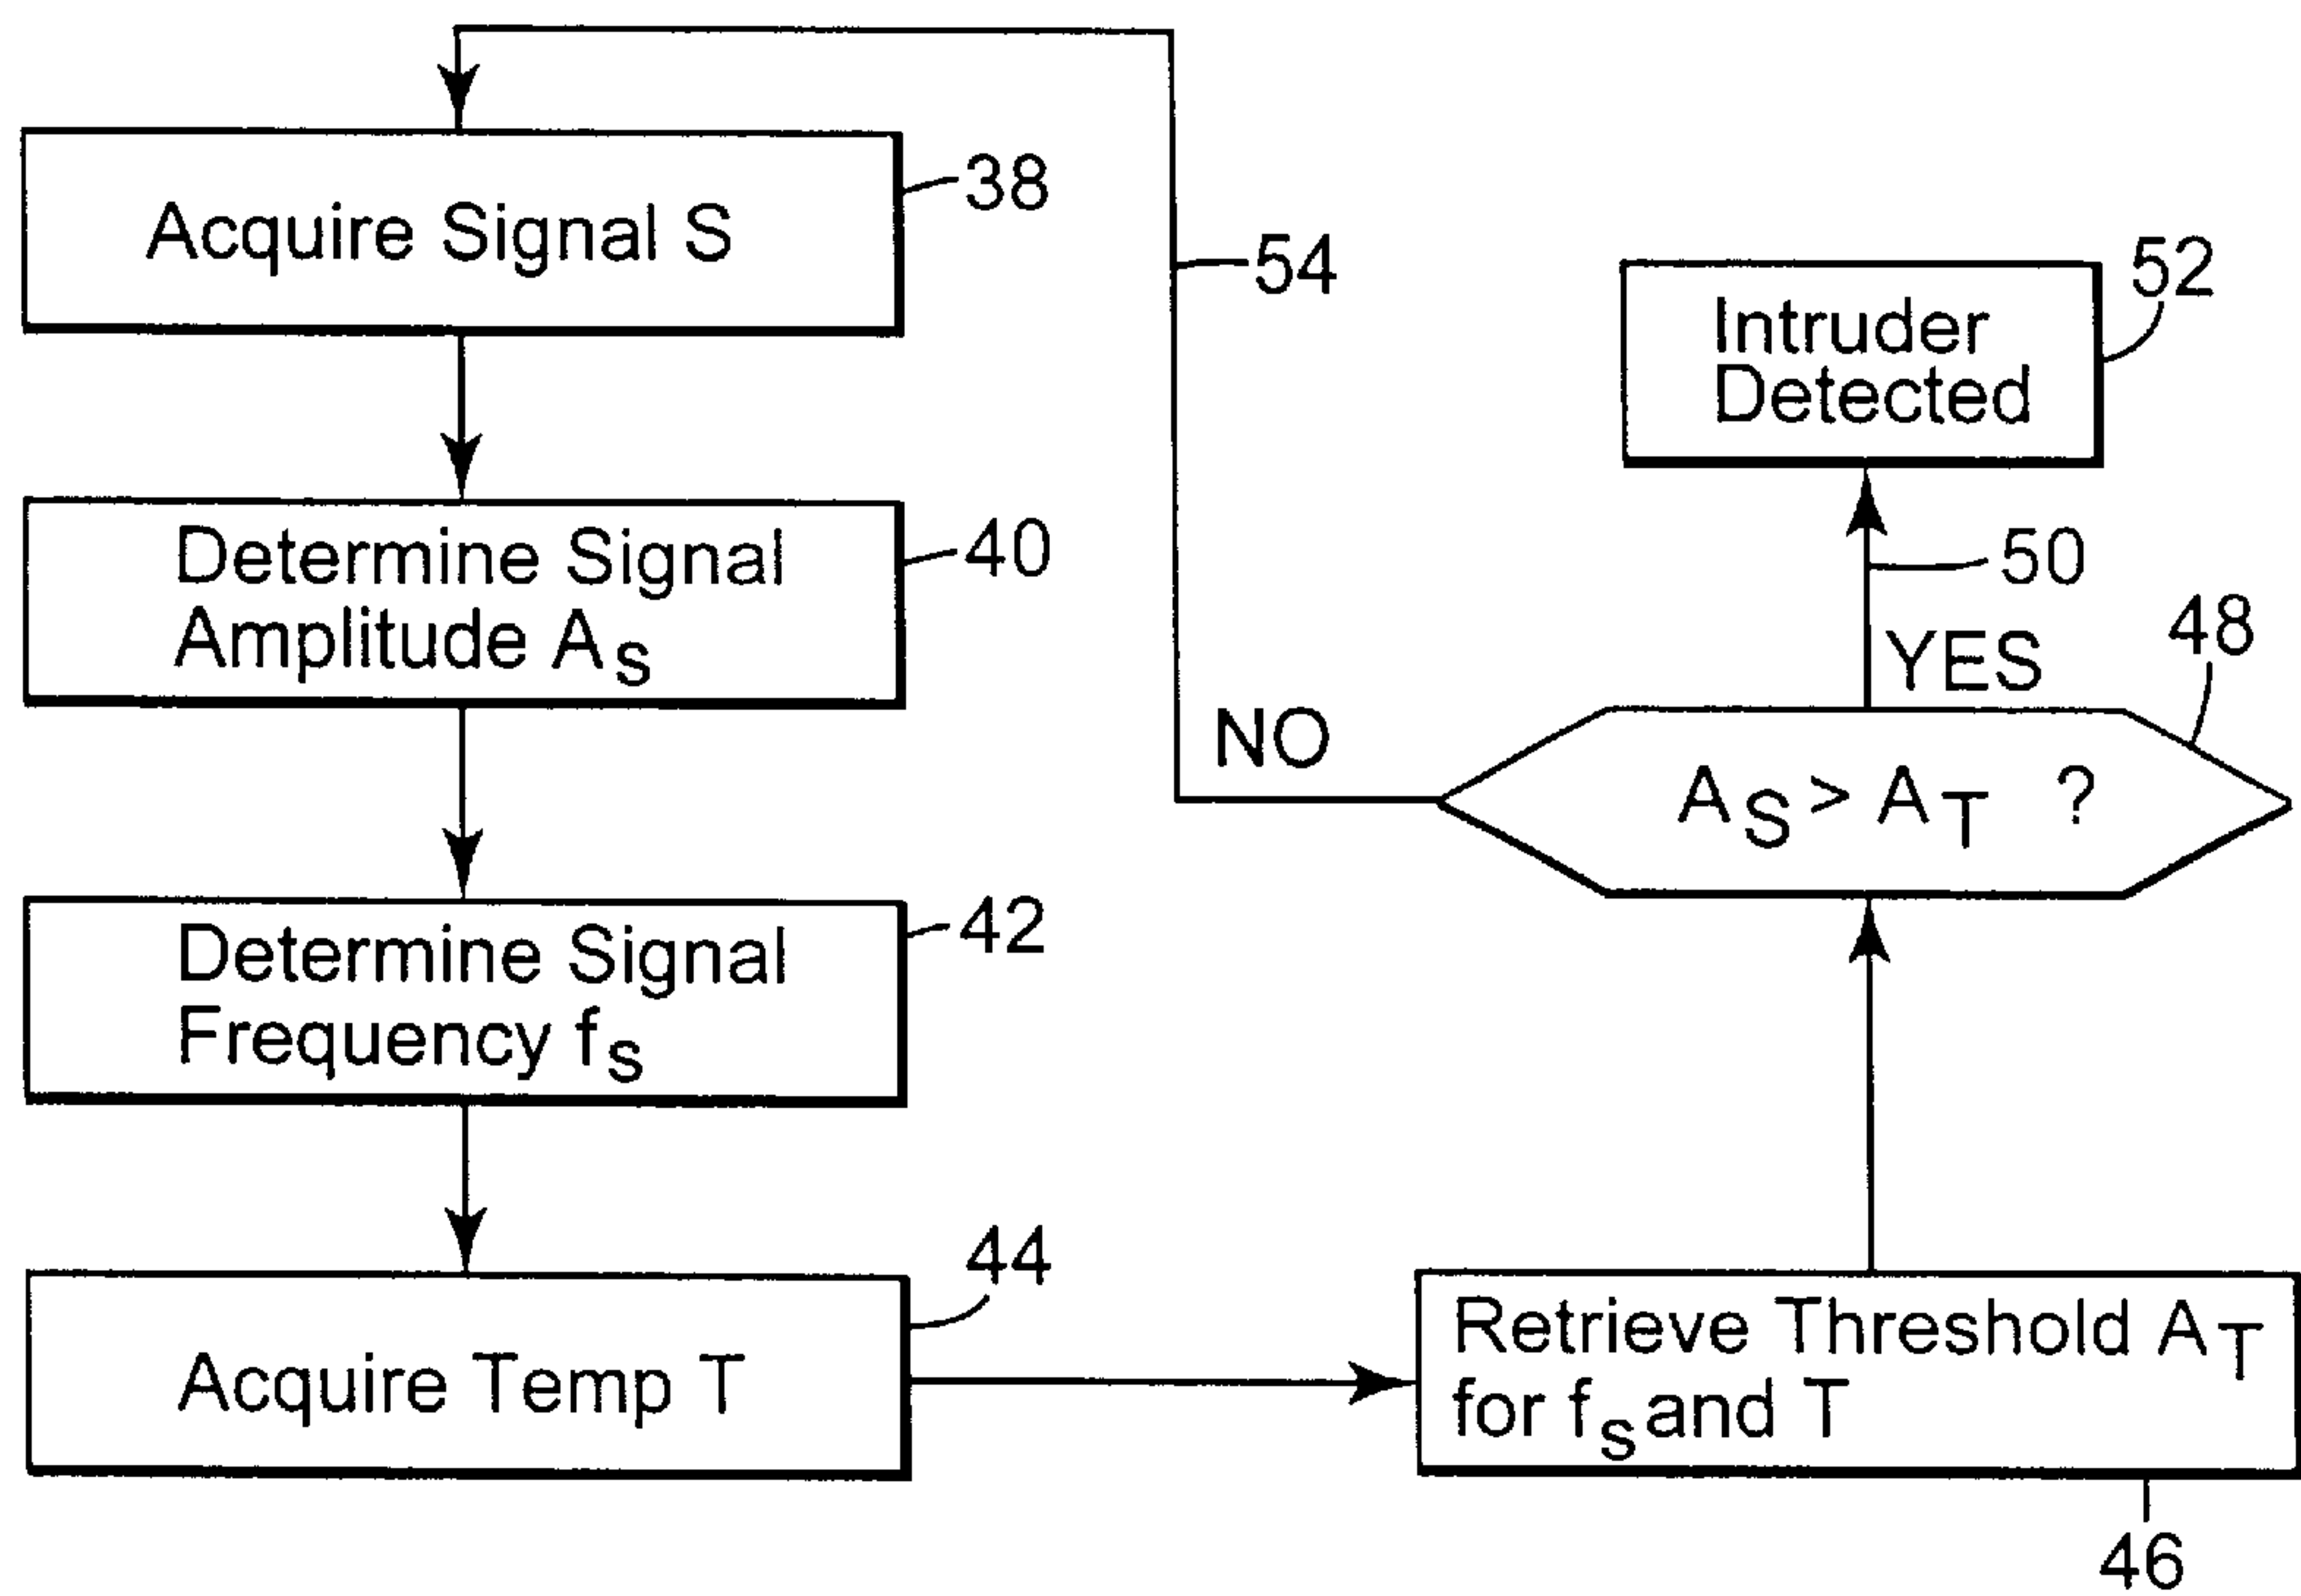 Acquire Signal S
38
Determine Signal
Amplitude As
40
Determine Signal
Frequency fs
42
Acquire Temp T
44
Retrieve Threshold AT
for fs and T
46
AS > AT ?
48
YES
50
Intruder
Detected
52
NO
54